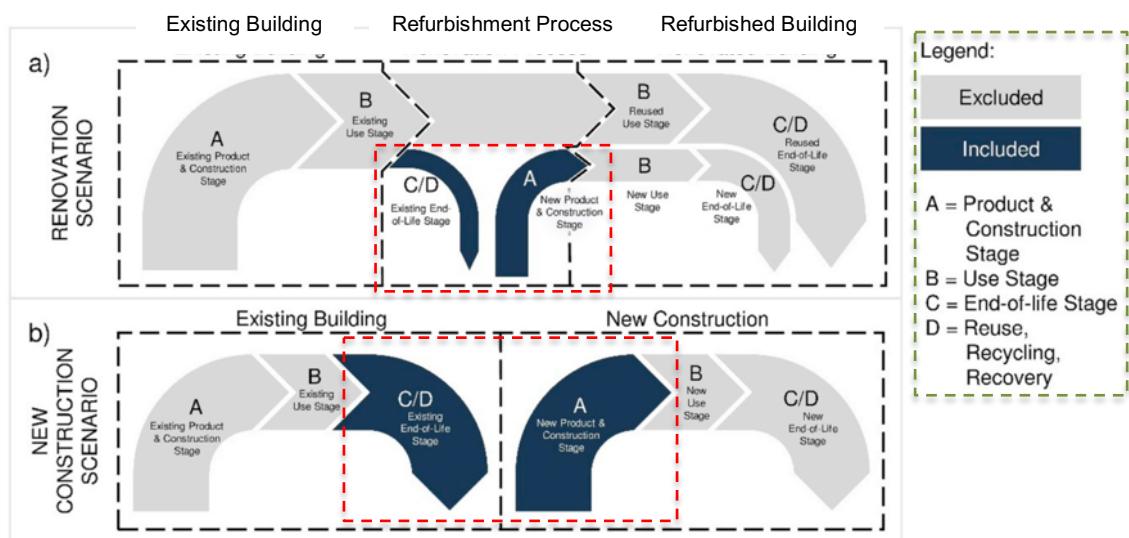 Existing Building
Refurbishment Process
Refurbished Building
a)
RENOVATION
SCENARIO
A
Existing Product
& Construction
Stage
B
Existing
Use Stage
C/D
Existing End-
of-Life Stage
A
New Product
& Construction
Stage
B
Reused
Use Stage
C/D
Reused
End-of-Life
Stage
B
New Use
Stage
C/D
New
End-of-Life
Stage
b)
NEW
CONSTRUCTION
SCENARIO
Existing Building
New Construction
A
Existing Product
& Construction
Stage
B
Existing
Use Stage
C/D
Existing
End-of-Life
Stage
A
New Product &
Construction
Stage
B
New
Use
Stage
C/D
New
End-of-Life
Stage
Legend:
Excluded
Included
A = Product &
Construction
Stage
B = Use Stage
C = End-of-life Stage
D = Reuse,
Recycling,
Recovery